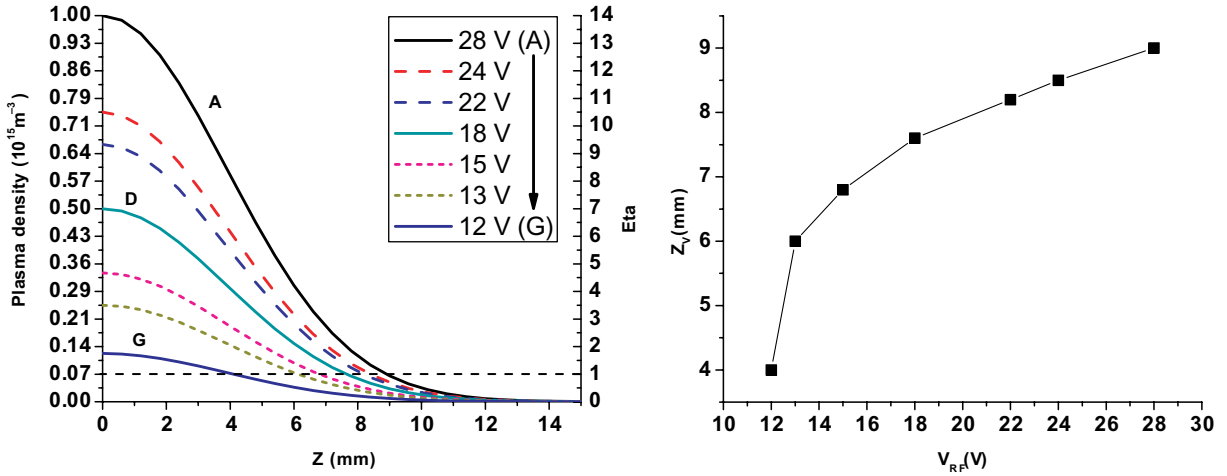 1.00
0.93
0.86
0.79
0.71
0.64
0.57
0.50
0.43
0.36
0.29
0.21
0.14
0.07
0.00
Plasma density (10¹⁵m⁻³)
0 2 4 6 8 10 12 14
Z (mm)
A
D
G
28 V (A)
24 V
22 V
18 V
15 V
13 V
12 V (G)
14
13
12
11
10
9
8
7
6
5
4
3
2
1
0
Eta
9
8
7
6
5
4
Z_V(mm)
10 12 14 16 18 20 22 24 26 28 30
V_RF(V)